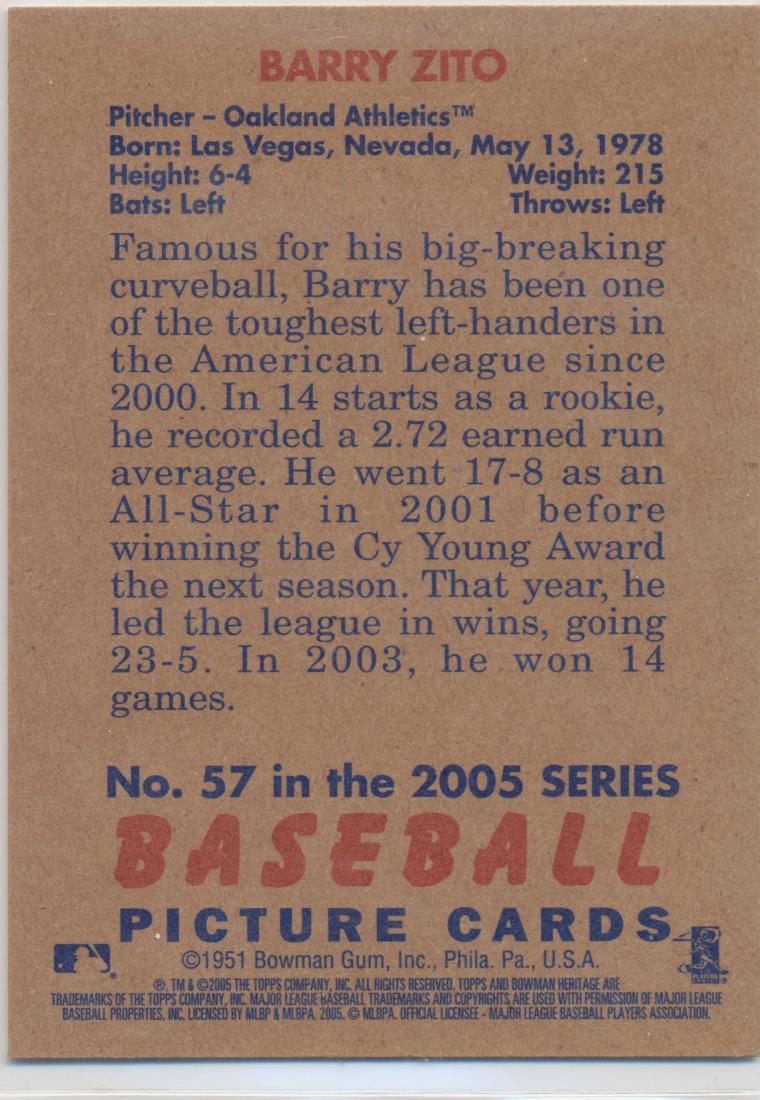 BARRY ZITO
Pitcher – Oakland Athletics™
Born: Las Vegas, Nevada, May 13, 1978
Height: 6-4 Weight: 215
Bats: Left Throws: Left
Famous for his big-breaking
curveball, Barry has been one
of the toughest left-handers in
the American League since
2000. In 14 starts as a rookie,
he recorded a 2.72 earned run
average. He went 17-8 as an
All-Star in 2001 before
winning the Cy Young Award
the next season. That year, he
led the league in wins, going
23-5. In 2003, he won 14
games.
No. 57 in the 2005 SERIES
BASEBALL
PICTURE CARDS
©1951 Bowman Gum, Inc., Phila. Pa., U.S.A.
®, TM & ©2005 THE TOPPS COMPANY, INC. ALL RIGHTS RESERVED. TOPPS AND BOWMAN HERITAGE ARE
TRADEMARKS OF THE TOPPS COMPANY, INC. MAJOR LEAGUE BASEBALL TRADEMARKS AND COPYRIGHTS ARE USED WITH PERMISSION OF MAJOR LEAGUE
BASEBALL PROPERTIES, INC. LICENSED BY MLBP & MLBPA. 2005. © MLBPA. OFFICIAL LICENSEE - MAJOR LEAGUE BASEBALL PLAYERS ASSOCIATION.